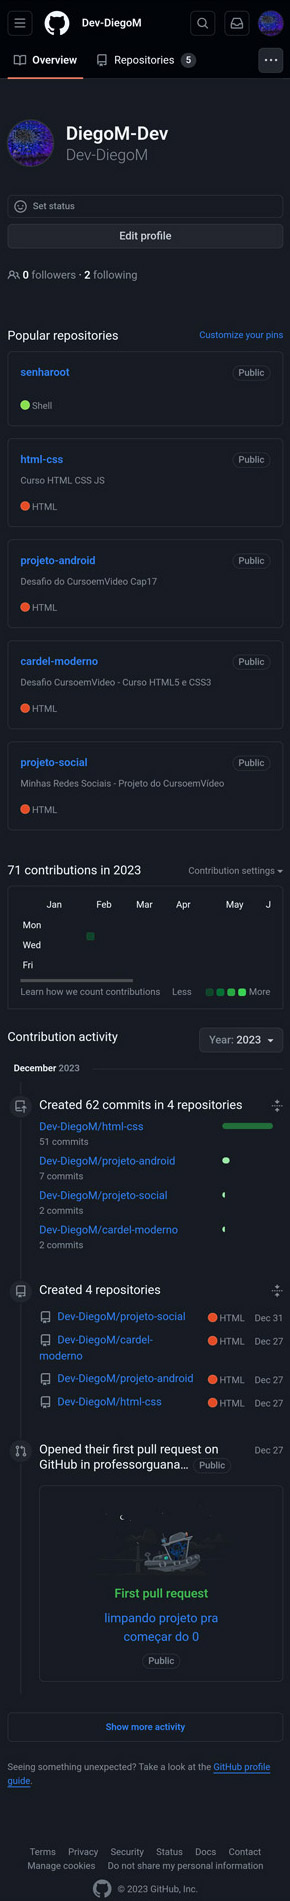 Dev-DiegoM
Overview Repositories 5
DiegoM-Dev
Dev-DiegoM
Set status
Edit profile
0 followers · 2 following
Popular repositories Customize your pins
senharoot Public
Shell
html-css Public
Curso HTML CSS JS
HTML
projeto-android Public
Desafio do CursoemVideo Cap17
HTML
cardel-moderno Public
Desafio CursoemVideo - Curso HTML5 e CSS3
HTML
projeto-social Public
Minhas Redes Sociais - Projeto do CursoemVídeo
HTML
71 contributions in 2023 Contribution settings
Jan Feb Mar Apr May J
Mon
Wed
Fri
Learn how we count contributions Less More
Contribution activity Year: 2023
December 2023
Created 62 commits in 4 repositories
Dev-DiegoM/html-css
51 commits
Dev-DiegoM/projeto-android
7 commits
Dev-DiegoM/projeto-social
2 commits
Dev-DiegoM/cardel-moderno
2 commits
Created 4 repositories
Dev-DiegoM/projeto-social HTML Dec 31
Dev-DiegoM/cardel- HTML Dec 27
moderno
Dev-DiegoM/projeto-android HTML Dec 27
Dev-DiegoM/html-css HTML Dec 27
Opened their first pull request on Dec 27
GitHub in professorguana... Public
First pull request
limpando projeto pra
começar do 0
Public
Show more activity
Seeing something unexpected? Take a look at the GitHub profile
guide.
Terms Privacy Security Status Docs Contact
Manage cookies Do not share my personal information
© 2023 GitHub, Inc.